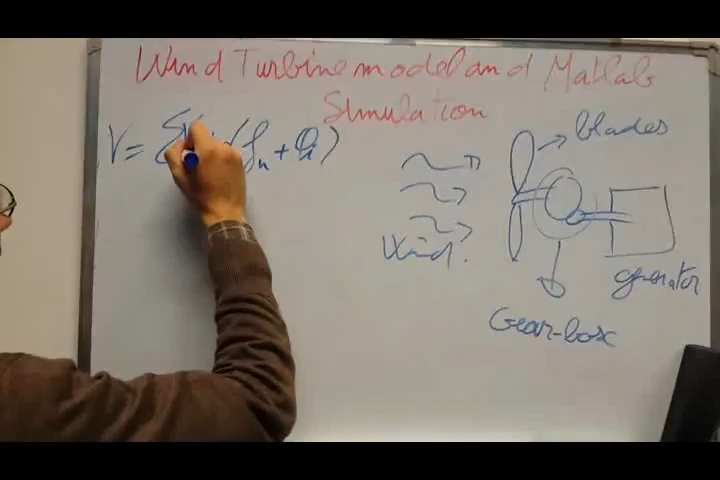 Wind Turbine model and Matlab
Simulation
V = Σ
+
blades
Wind.
generator
Gear-box